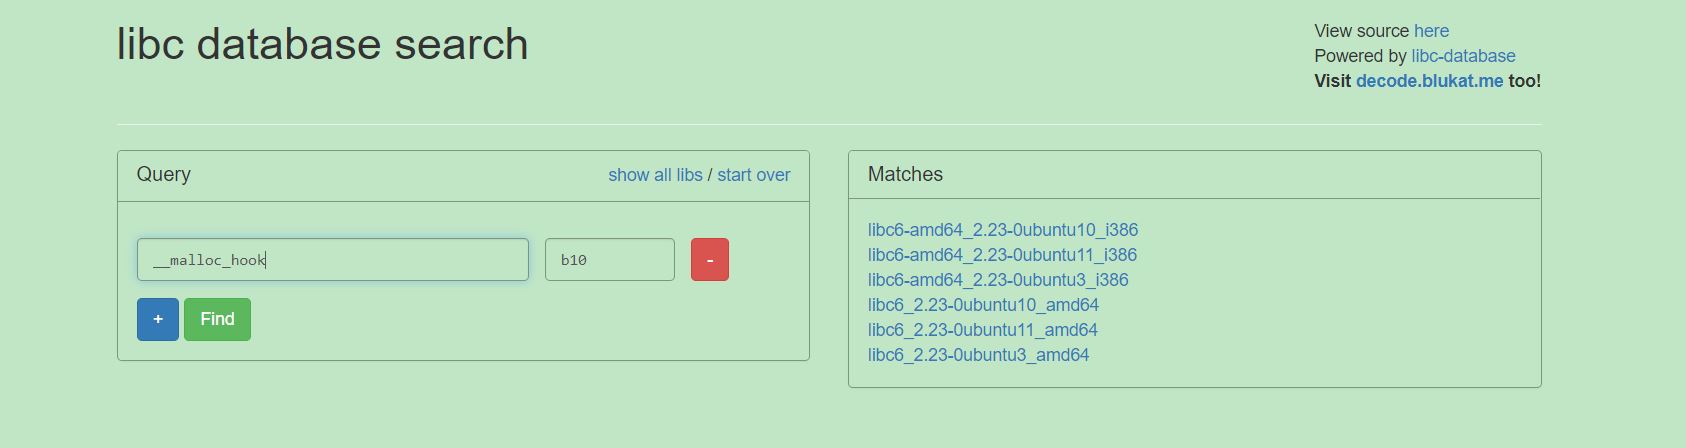 libc database search
View source here
Powered by libc-database
Visit decode.blukat.me too!
Query
show all libs / start over
__malloc_hook
b10
-
+
Find
Matches
libc6-amd64_2.23-0ubuntu10_i386
libc6-amd64_2.23-0ubuntu11_i386
libc6-amd64_2.23-0ubuntu3_i386
libc6_2.23-0ubuntu10_amd64
libc6_2.23-0ubuntu11_amd64
libc6_2.23-0ubuntu3_amd64